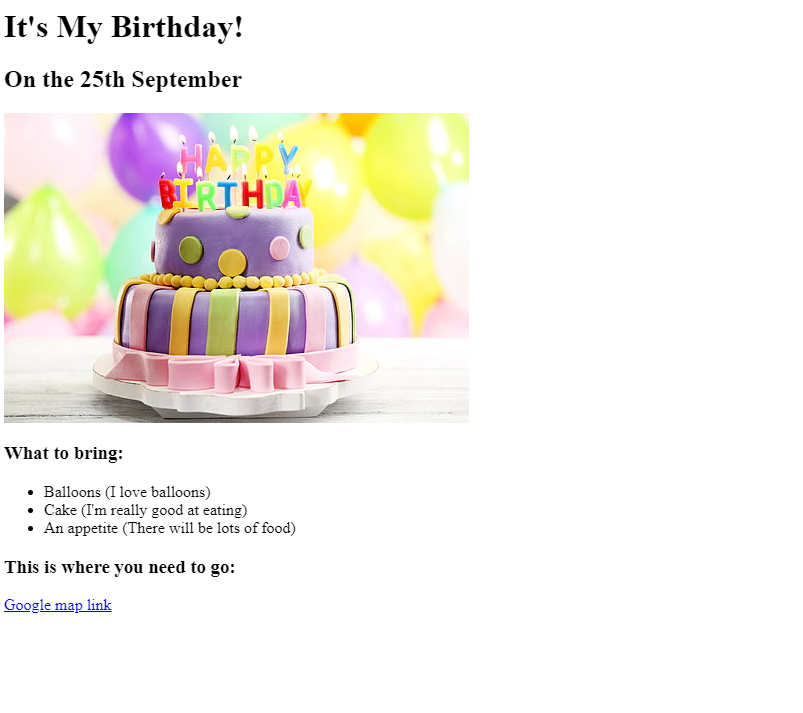 It's My Birthday!
On the 25th September
HAPPY
BIRTHDAY
What to bring:
Balloons (I love balloons)
Cake (I'm really good at eating)
An appetite (There will be lots of food)
This is where you need to go:
Google map link